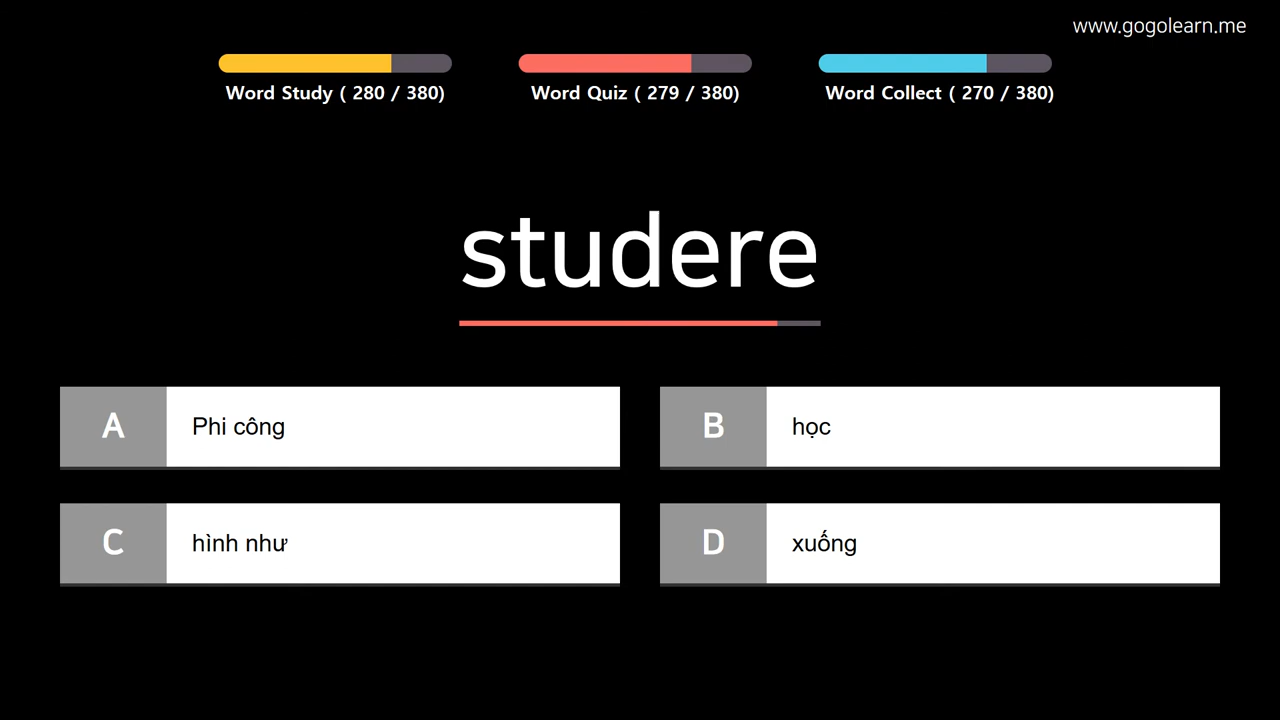 www.gogolearn.me
Word Study ( 280 / 380)
Word Quiz ( 279 / 380)
Word Collect ( 270 / 380)
studere
A
Phi công
B
học
C
hình như
D
xuống